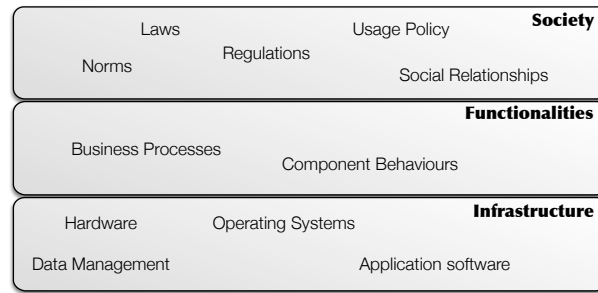 Society
Laws Usage Policy
Norms Regulations
Social Relationships
Functionalities
Business Processes
Component Behaviours
Infrastructure
Hardware Operating Systems
Data Management Application software